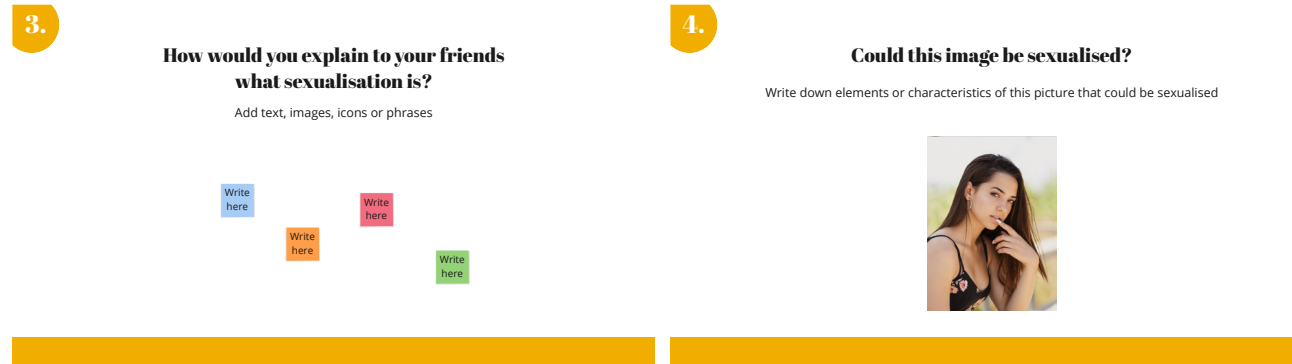 3.
How would you explain to your friends
what sexualisation is?
Add text, images, icons or phrases
Write
here
Write
here
Write
here
Write
here
4.
Could this image be sexualised?
Write down elements or characteristics of this picture that could be sexualised